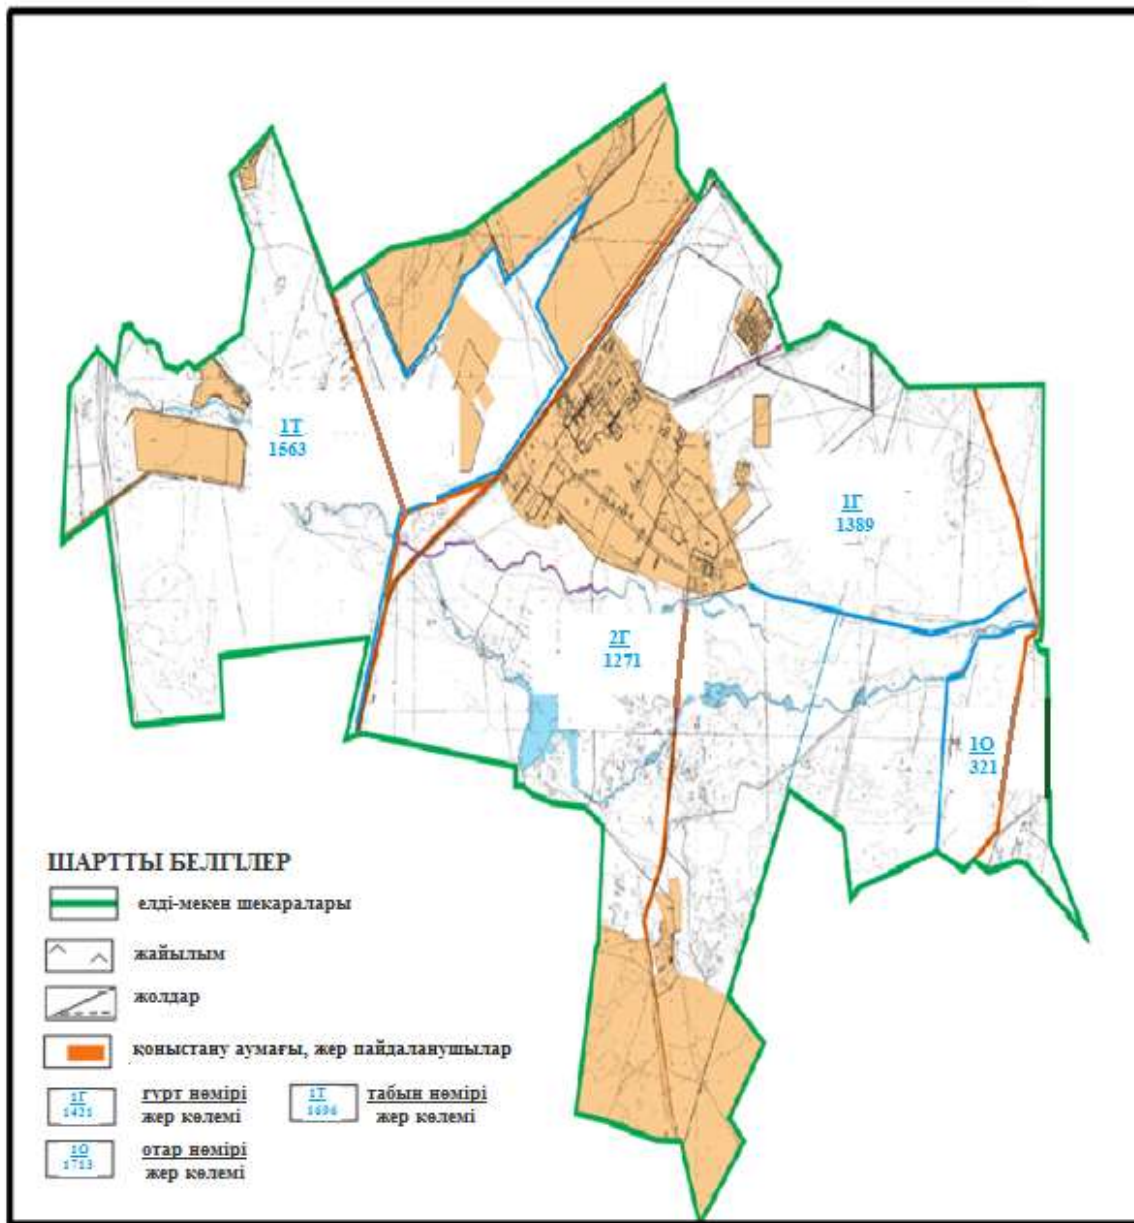 1Т
1563
1Г
1389
2Г
1271
1О
321
ШАРТТЫ БЕЛГІЛЕР
елді-мекен шекаралары
жайылым
жолдар
қоныстану аумағы, жер пайдаланушылар
1Г
1421
гурт нөмірі
жер көлемі
1Т
1696
табын нөмірі
жер көлемі
1О
1713
отар нөмірі
жер көлемі